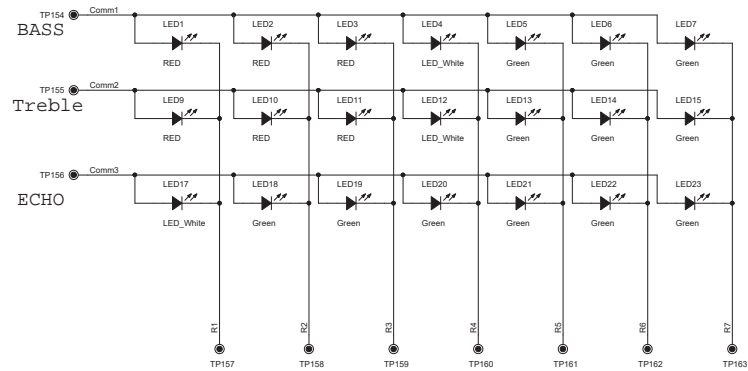 TP154 Comm1 LED1 LED2 LED3 LED4 LED5 LED6 LED7
BASS
RED RED RED LED_White Green Green Green
TP155 Comm2 LED9 LED10 LED11 LED12 LED13 LED14 LED15
Treble
RED RED RED LED_White Green Green Green
TP156 Comm3 LED17 LED18 LED19 LED20 LED21 LED22 LED23
ECHO
LED_White Green Green Green Green Green Green
R1 R2 R3 R4 R5 R6 R7
TP157 TP158 TP159 TP160 TP161 TP162 TP163